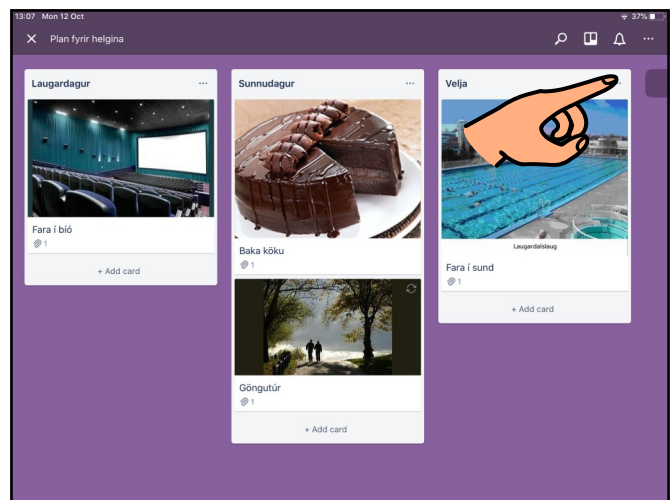 13:07 Mon 12 Oct
37%
Plan fyrir helgina
Laugardagur
Fara í bíó
1
+ Add card
Sunnudagur
Baka köku
1
Göngutúr
1
+ Add card
Velja
Laugardalslaug
Fara í sund
1
+ Add card